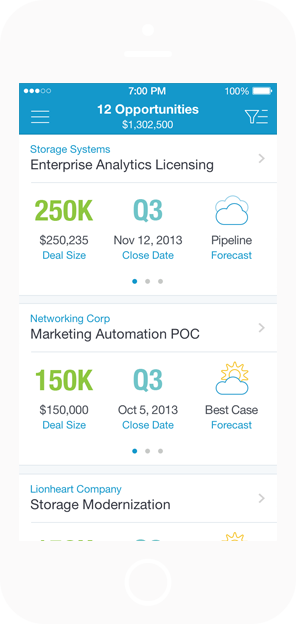 7:00 PM 100%
12 Opportunities
$1,302,500
Storage Systems
Enterprise Analytics Licensing
250K Q3
$250,235 Nov 12, 2013 Pipeline
Deal Size Close Date Forecast
Networking Corp
Marketing Automation POC
150K Q3
$150,000 Oct 5, 2013 Best Case
Deal Size Close Date Forecast
Lionheart Company
Storage Modernization